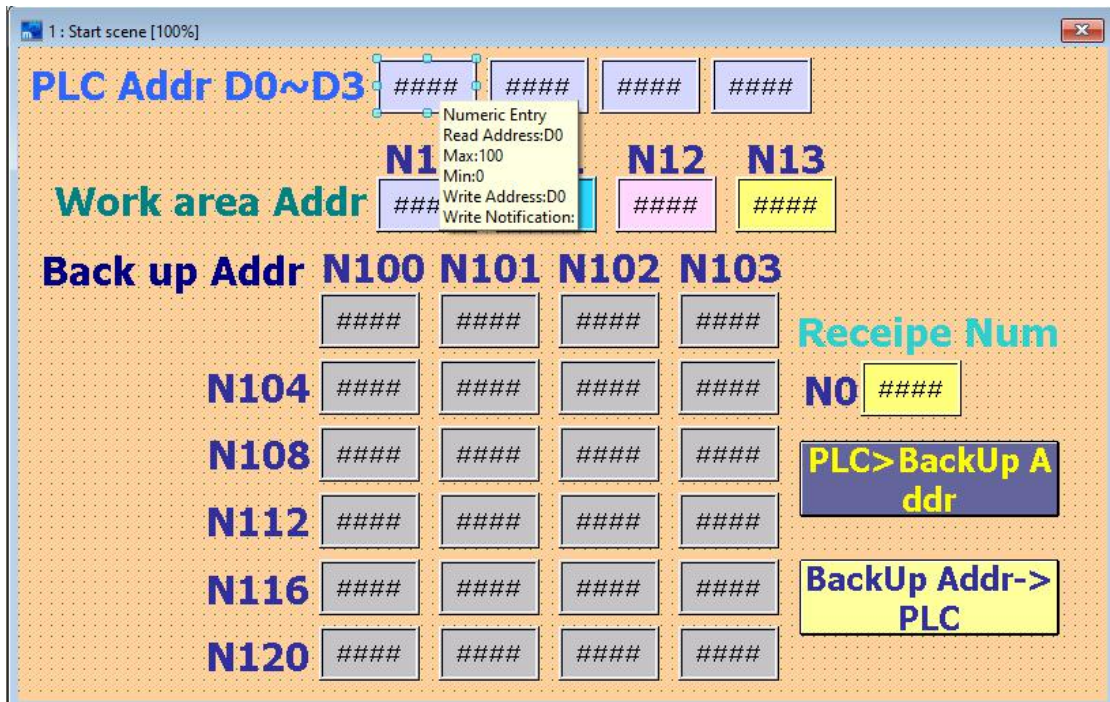 1 : Start scene [100%]
PLC Addr D0~D3 #### #### #### ####
Numeric Entry
Read Address:D0
Max:100
Min:0
Write Address:D0
Write Notification:
N12 N13
Work area Addr #### ####
Back up Addr N100 N101 N102 N103
#### #### #### ####
Receipe Num
N104 #### #### #### ####
N0 ####
N108 #### #### #### ####
PLC>BackUp A
ddr
N112 #### #### #### ####
N116 #### #### #### ####
BackUp Addr->
PLC
N120 #### #### #### ####